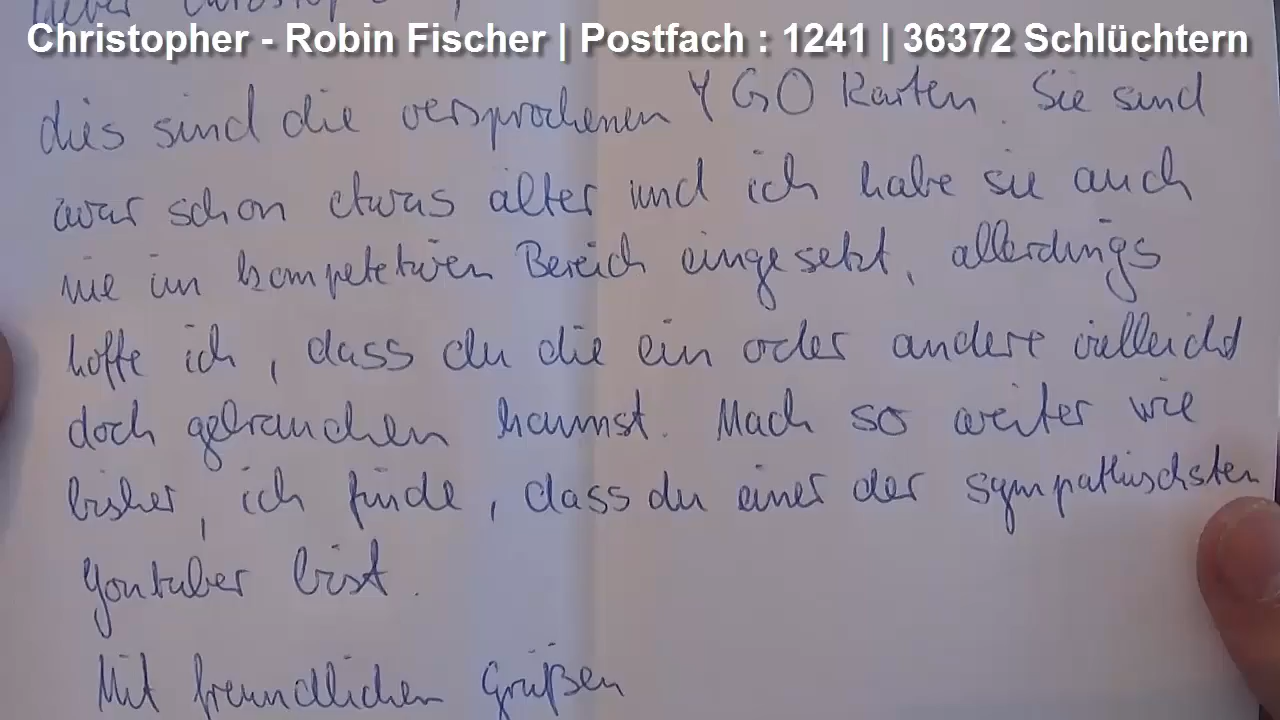 Christopher - Robin Fischer | Postfach : 1241 | 36372 Schlüchtern
dies sind die versprochenen YGO Karten. Sie sind
zwar schon etwas älter und ich habe sie auch
nie im kompetetiven Bereich eingesetzt, allerdings
hoffe ich, dass du die ein oder andere vielleicht
doch gebrauchen kannst. Mach so weiter wie
bisher, ich finde, dass du einer der sympathischsten
Youtuber bist.
Mit freundlichen Grüßen